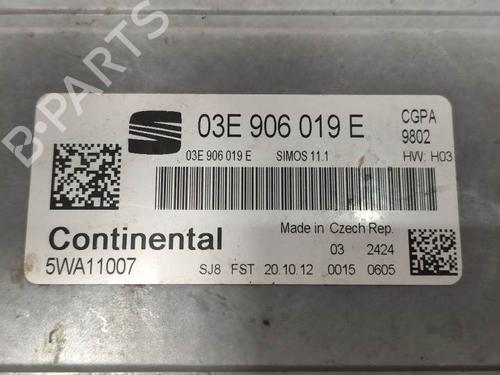 03E 906 019 E
CGPA
9802
03E 906 019 E SIMOS 11.1
HW: H03
Continental
Made in Czech Rep.
03 2424
5WA11007
SJ8 FST 20.10.12 0015 0605
B-PARTS